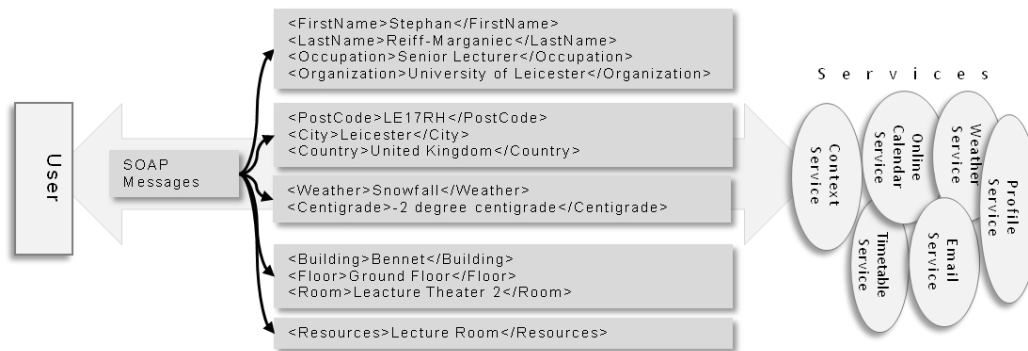 User
SOAP
Messages
<FirstName>Stephan</FirstName>
<LastName>Reiff-Marganiec</LastName>
<Occupation>Senior Lecturer</Occupation>
<Organization>University of Leicester</Organization>
<PostCode>LE17RH</PostCode>
<City>Leicester</City>
<Country>United Kingdom</Country>
<Weather>Snowfall</Weather>
<Centigrade>-2 degree centigrade</Centigrade>
<Building>Bennet</Building>
<Floor>Ground Floor</Floor>
<Room>Leacture Theater 2</Room>
<Resources>Lecture Room</Resources>
Services
Context
Service
Online
Calendar
Service
Weather
Service
Profile
Service
Timetable
Service
Email
Service